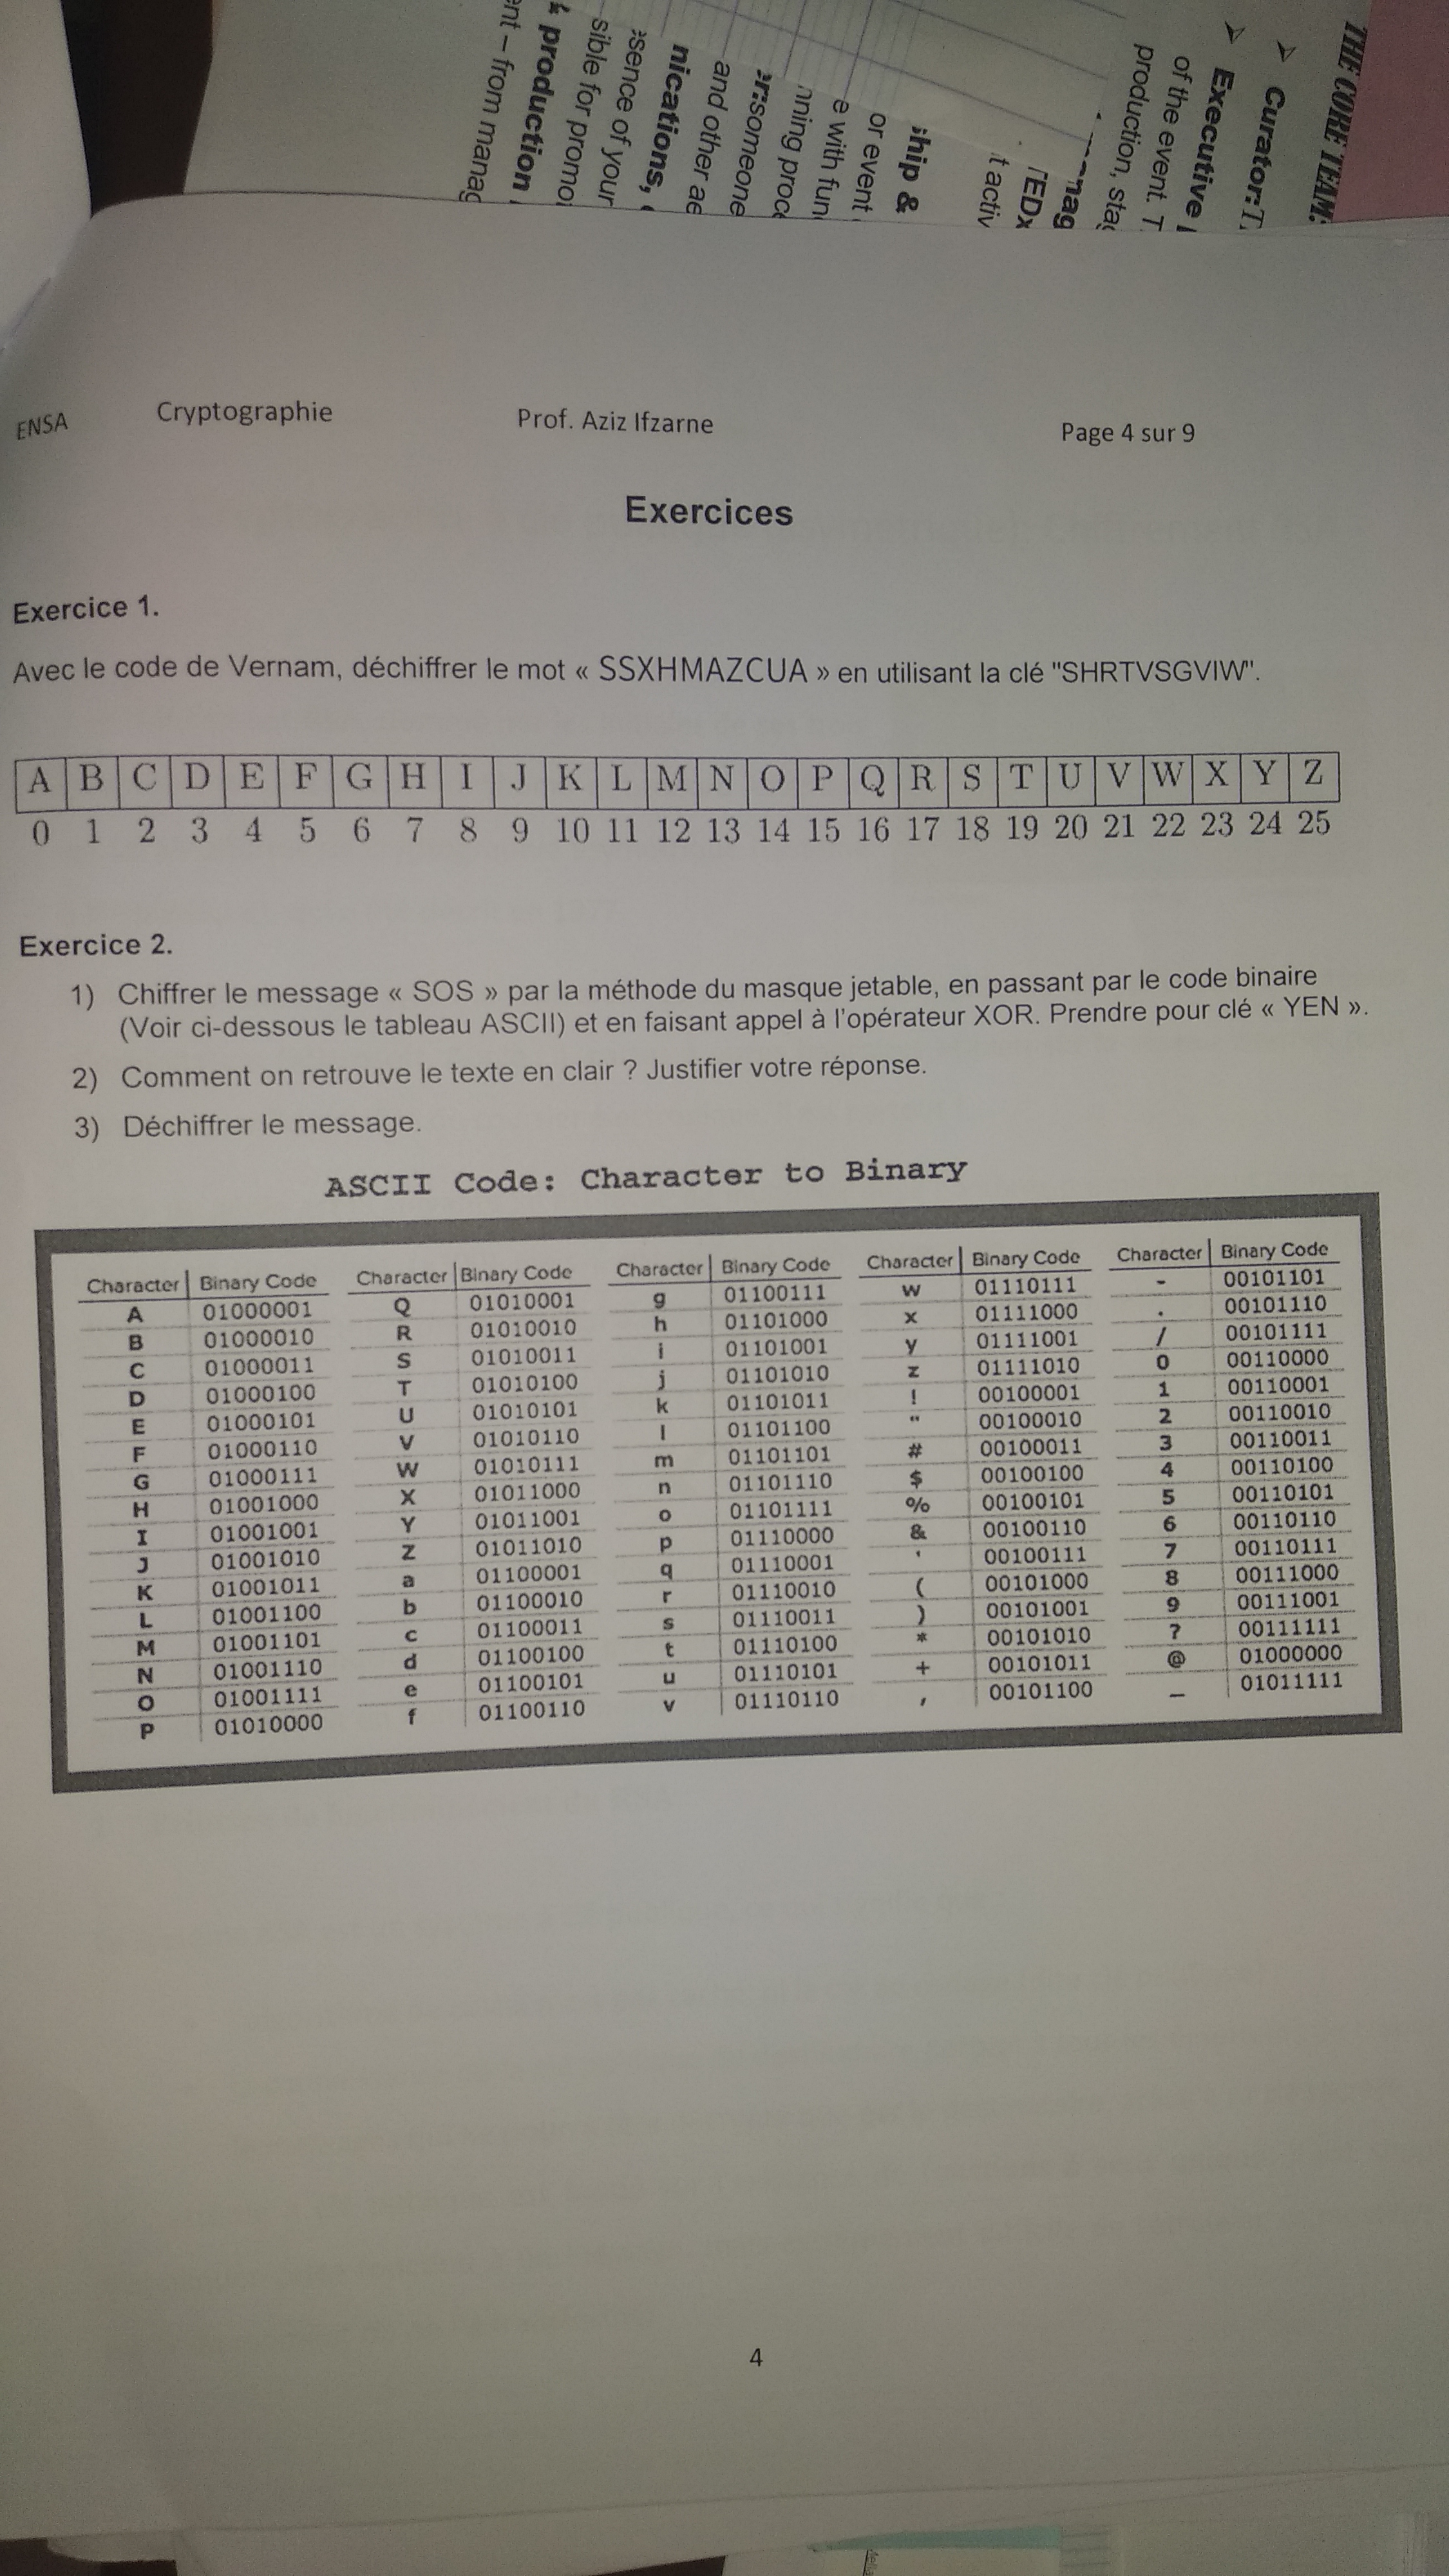 THE CORE TEAM:
Curator: T
Executive
of the event. T
production, stag
TEDx
t activ
ship &
or event
e with fun
nning proc
er: someone
and other ae
nications,
sence of your
sible for promo
& production
ent – from manag
ENSA Cryptographie Prof. Aziz Ifzarne Page 4 sur 9
Exercices
Exercice 1.
Avec le code de Vernam, déchiffrer le mot « SSXHMAZCUA » en utilisant la clé "SHRTVSGVIW".
A B C D E F G H I J K L M N O P Q R S T U V W X Y Z
0 1 2 3 4 5 6 7 8 9 10 11 12 13 14 15 16 17 18 19 20 21 22 23 24 25
Exercice 2.
1) Chiffrer le message « SOS » par la méthode du masque jetable, en passant par le code binaire
(Voir ci-dessous le tableau ASCII) et en faisant appel à l'opérateur XOR. Prendre pour clé « YEN ».
2) Comment on retrouve le texte en clair ? Justifier votre réponse.
3) Déchiffrer le message.
ASCII Code: Character to Binary
Character Binary Code Character Binary Code Character Binary Code Character Binary Code Character Binary Code
A 01000001 Q 01010001 g 01100111 w 01110111 - 00101101
B 01000010 R 01010010 h 01101000 x 01111000 . 00101110
C 01000011 S 01010011 i 01101001 y 01111001 / 00101111
D 01000100 T 01010100 j 01101010 z 01111010 0 00110000
E 01000101 U 01010101 k 01101011 ! 00100001 1 00110001
F 01000110 V 01010110 l 01101100 " 00100010 2 00110010
G 01000111 W 01010111 m 01101101 # 00100011 3 00110011
H 01001000 X 01011000 n 01101110 $ 00100100 4 00110100
I 01001001 Y 01011001 o 01101111 % 00100101 5 00110101
J 01001010 Z 01011010 p 01110000 & 00100110 6 00110110
K 01001011 a 01100001 q 01110001 ' 00100111 7 00110111
L 01001100 b 01100010 r 01110010 ( 00101000 8 00111000
M 01001101 c 01100011 s 01110011 ) 00101001 9 00111001
N 01001110 d 01100100 t 01110100 * 00101010 ? 00111111
O 01001111 e 01100101 u 01110101 + 00101011 @ 01000000
P 01010000 f 01100110 v 01110110 , 00101100 _ 01011111
4